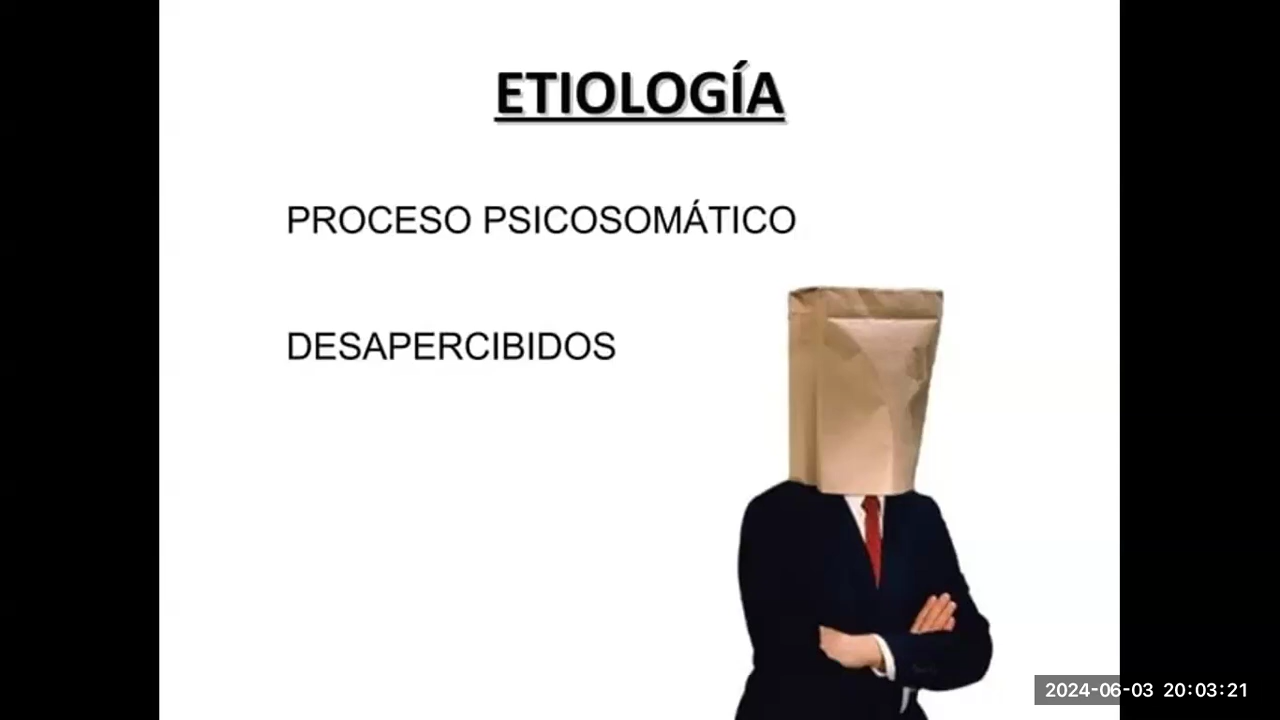 ETIOLOGÍA
PROCESO PSICOSOMÁTICO
DESAPERCIBIDOS
2024-06-03 20:03:21